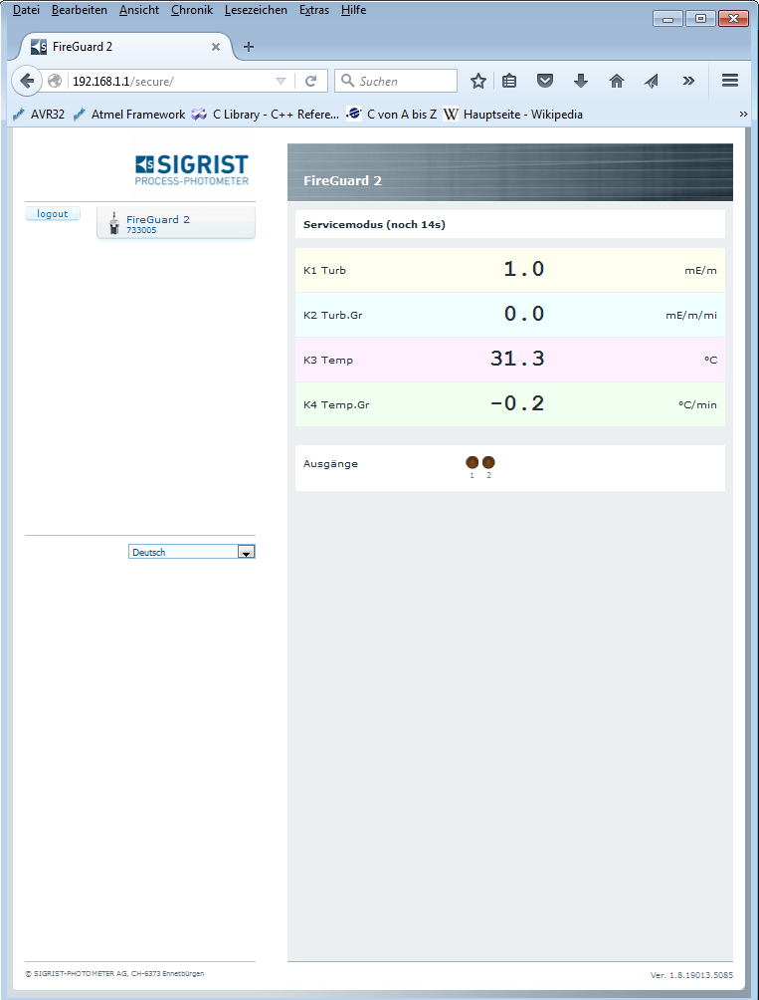 Datei Bearbeiten Ansicht Chronik Lesezeichen Extras Hilfe
FireGuard 2
192.168.1.1/secure/
Suchen
AVR32 Atmel Framework C Library - C++ Refere... C von A bis Z W Hauptseite - Wikipedia
SIGRIST
PROCESS-PHOTOMETER
FireGuard 2
logout
FireGuard 2
733005
Servicemodus (noch 14s)
K1 Turb 1.0 mE/m
K2 Turb.Gr 0.0 mE/m/mi
K3 Temp 31.3 °C
K4 Temp.Gr -0.2 °C/min
Ausgänge
1 2
Deutsch
© SIGRIST-PHOTOMETER AG, CH-6373 Ennetbürgen
Ver. 1.8.19013.5085